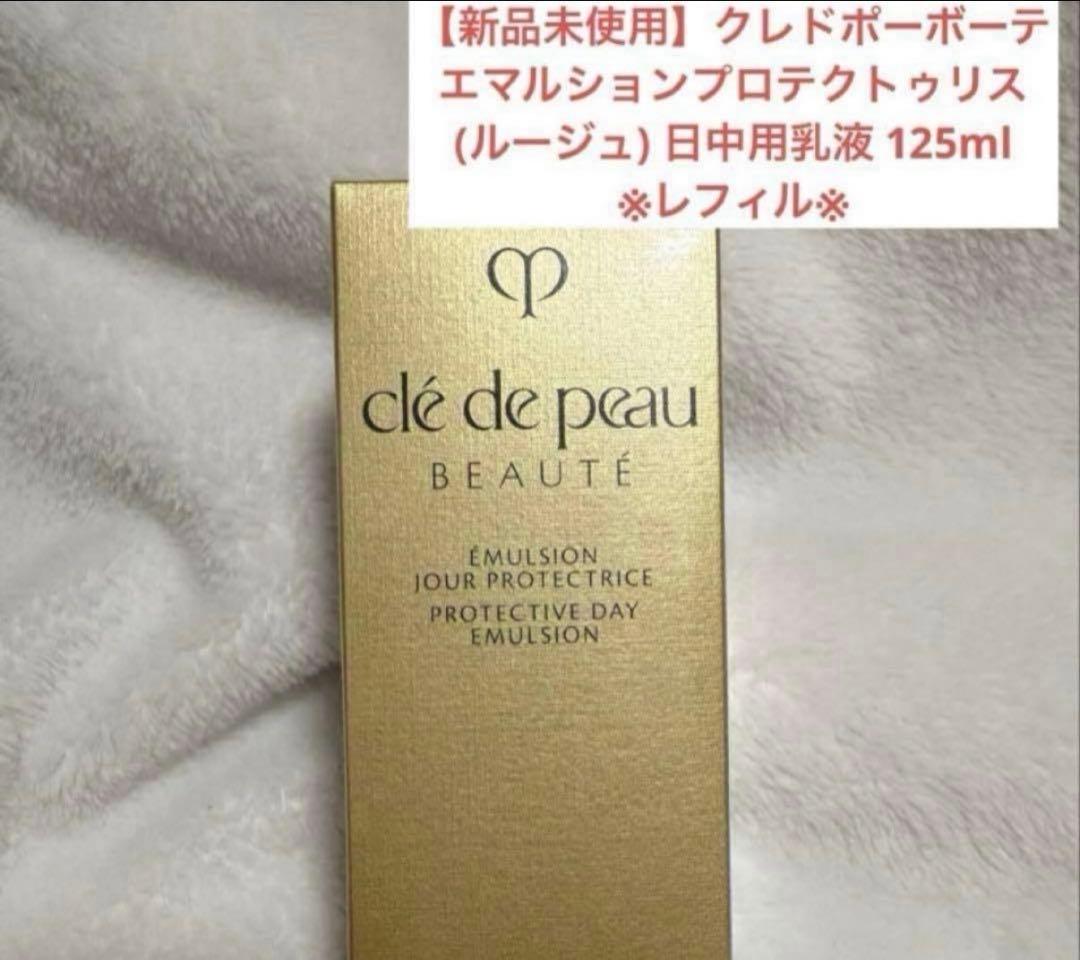 【新品未使用】クレドポーボーテ
エマルションプロテクトゥリス
(ルージュ) 日中用乳液 125ml
※レフィル※
clé de peau
BEAUTÉ
ÉMULSION
JOUR PROTECTRICE
PROTECTIVE DAY
EMULSION